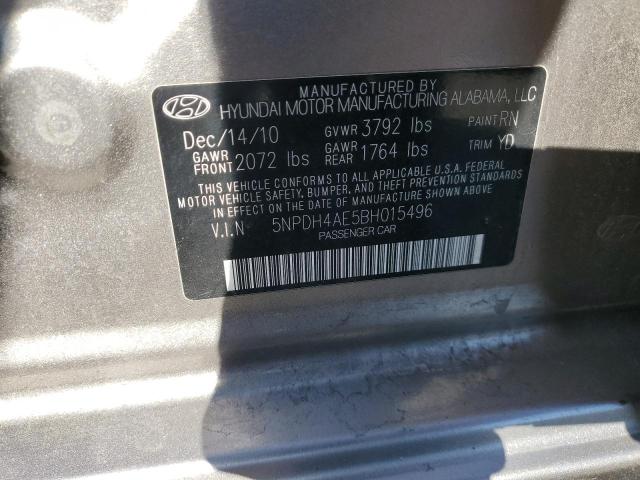 MANUFACTURED BY
HYUNDAI MOTOR MANUFACTURING ALABAMA, LLC
Dec/14/10 GVWR 3792 lbs PAINT RN
GAWR FRONT 2072 lbs GAWR REAR 1764 lbs TRIM YD
THIS VEHICLE CONFORMS TO ALL APPLICABLE U.S.A. FEDERAL
MOTOR VEHICLE SAFETY, BUMPER, AND THEFT PREVENTION STANDARDS
IN EFFECT ON THE DATE OF MANUFACTURE SHOWN ABOVE.
V.I.N 5NPDH4AE5BH015496
PASSENGER CAR